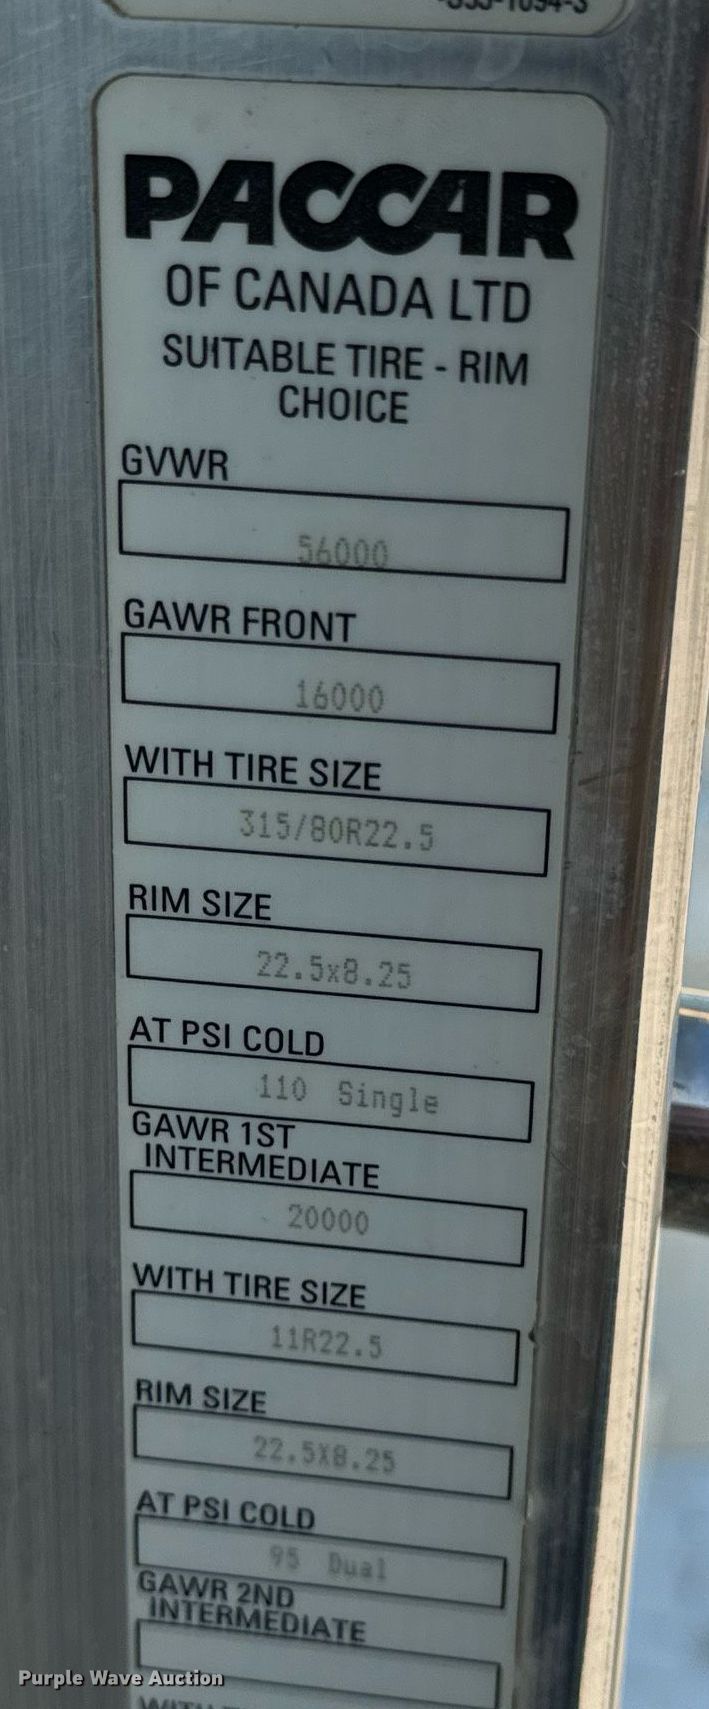 PACCAR
OF CANADA LTD
SUITABLE TIRE - RIM
CHOICE
GVWR
56000
GAWR FRONT
16000
WITH TIRE SIZE
315/80R22.5
RIM SIZE
22.5x8.25
AT PSI COLD
110 Single
GAWR 1ST
INTERMEDIATE
20000
WITH TIRE SIZE
11R22.5
RIM SIZE
22.5X8.25
AT PSI COLD
95 Dual
GAWR 2ND
INTERMEDIATE
Purple Wave Auction